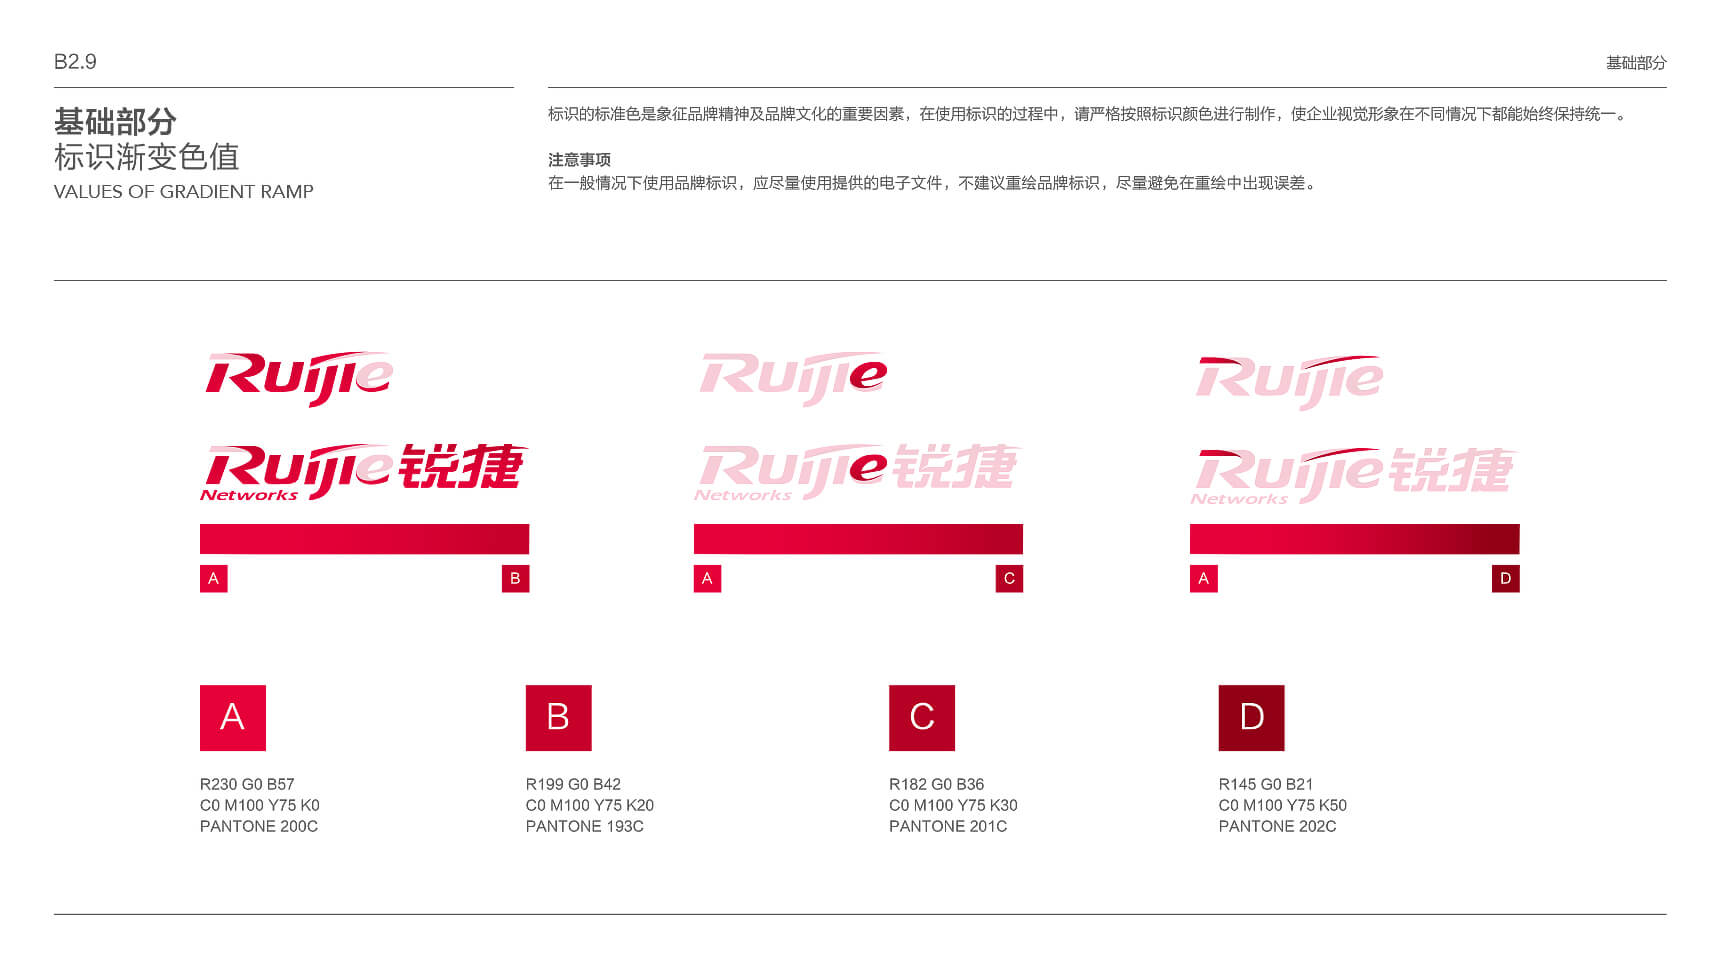 B2.9
基础部分
基础部分
标识渐变色值
VALUES OF GRADIENT RAMP
标识的标准色是象征品牌精神及品牌文化的重要因素，在使用标识的过程中，请严格按照标识颜色进行制作，使企业视觉形象在不同情况下都能始终保持统一。
注意事项
在一般情况下使用品牌标识，应尽量使用提供的电子文件，不建议重绘品牌标识，尽量避免在重绘中出现误差。
Ruijie
Ruijie
Ruijie
Ruijie 锐捷
Networks
Ruijie 锐捷
Networks
Ruijie 锐捷
Networks
A B
A C
A D
A
R230 G0 B57
C0 M100 Y75 K0
PANTONE 200C
B
R199 G0 B42
C0 M100 Y75 K20
PANTONE 193C
C
R182 G0 B36
C0 M100 Y75 K30
PANTONE 201C
D
R145 G0 B21
C0 M100 Y75 K50
PANTONE 202C